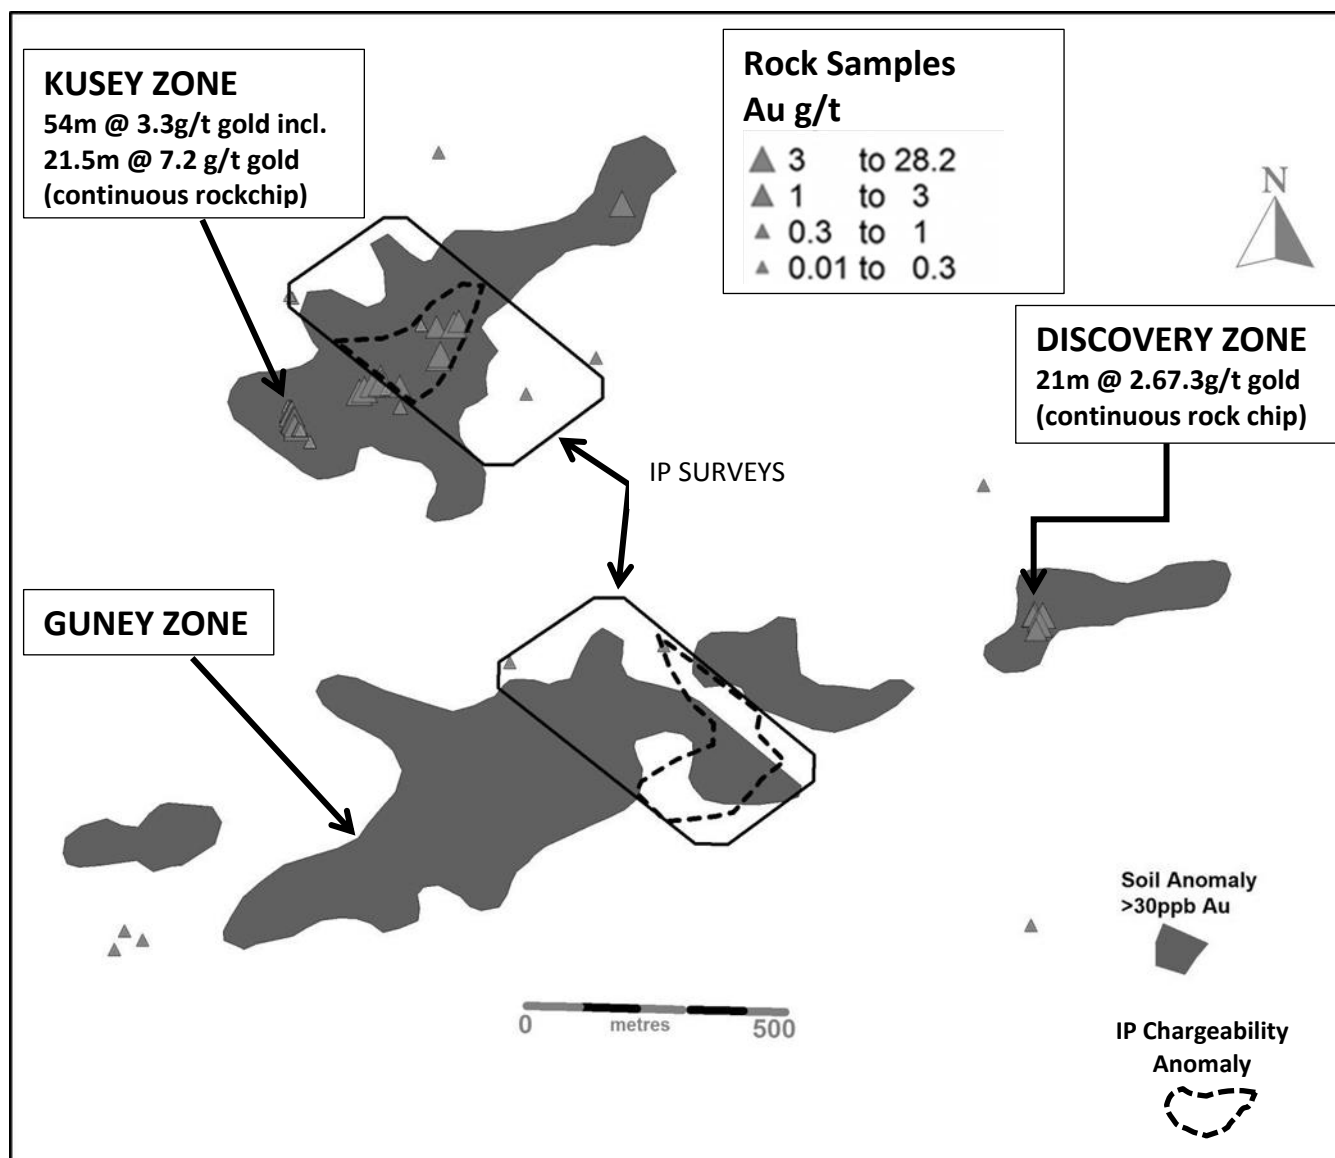 KUSEY ZONE
54m @ 3.3g/t gold incl.
21.5m @ 7.2 g/t gold
(continuous rockchip)
Rock Samples
Au g/t
3 to 28.2
1 to 3
0.3 to 1
0.01 to 0.3
N
DISCOVERY ZONE
21m @ 2.67.3g/t gold
(continuous rock chip)
IP SURVEYS
GUNEY ZONE
Soil Anomaly
>30ppb Au
0 metres 500
IP Chargeability
Anomaly